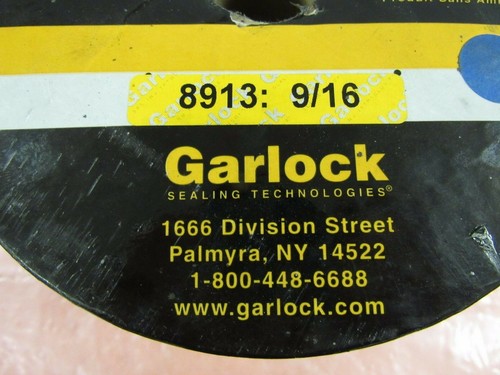 8913: 9/16
Garlock
SEALING TECHNOLOGIES®
1666 Division Street
Palmyra, NY 14522
1-800-448-6688
www.garlock.com